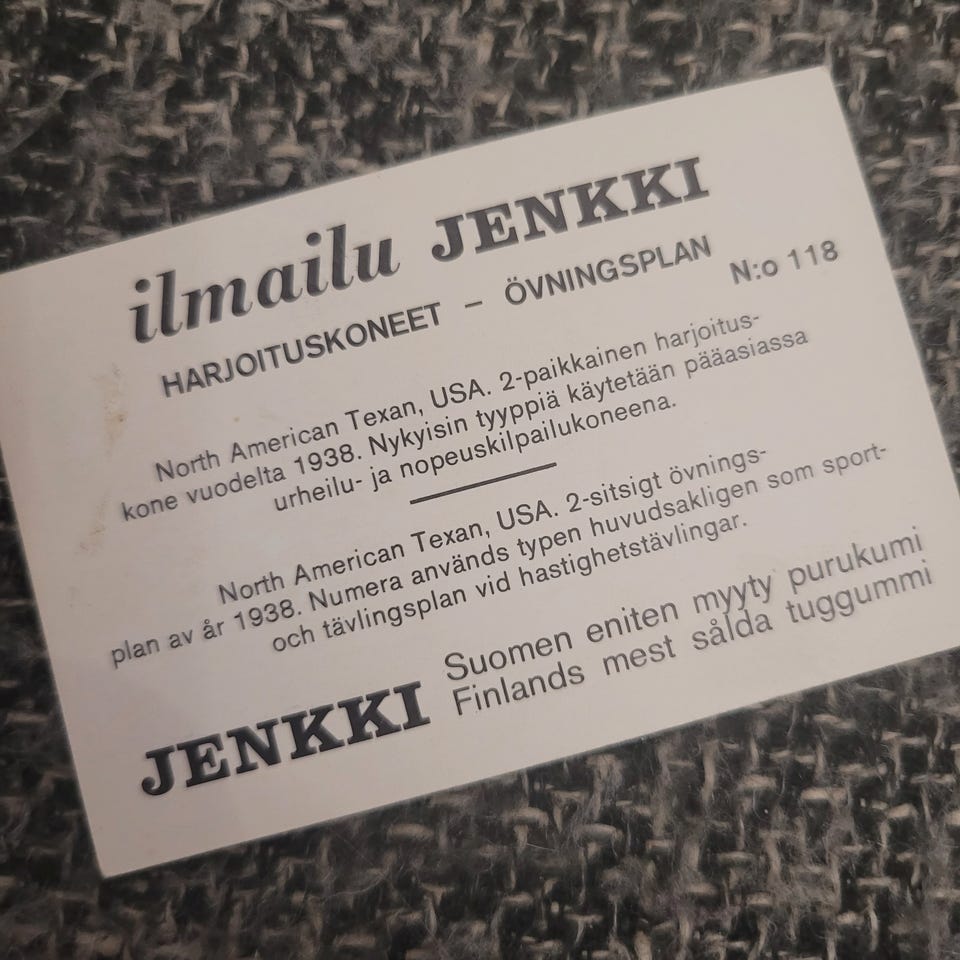 ilmailu JENKKI
HARJOITUSKONEET – ÖVNINGSPLAN
N:o 118
North American Texan, USA. 2-paikkainen harjoitus-
kone vuodelta 1938. Nykyisin tyyppiä käytetään pääasiassa
urheilu- ja nopeuskilpailukoneena.
North American Texan, USA. 2-sitsigt övnings-
plan av år 1938. Numera används typen huvudsakligen som sport-
och tävlingsplan vid hastighetstävlingar.
JENKKI Suomen eniten myyty purukumi
Finlands mest sålda tuggummi